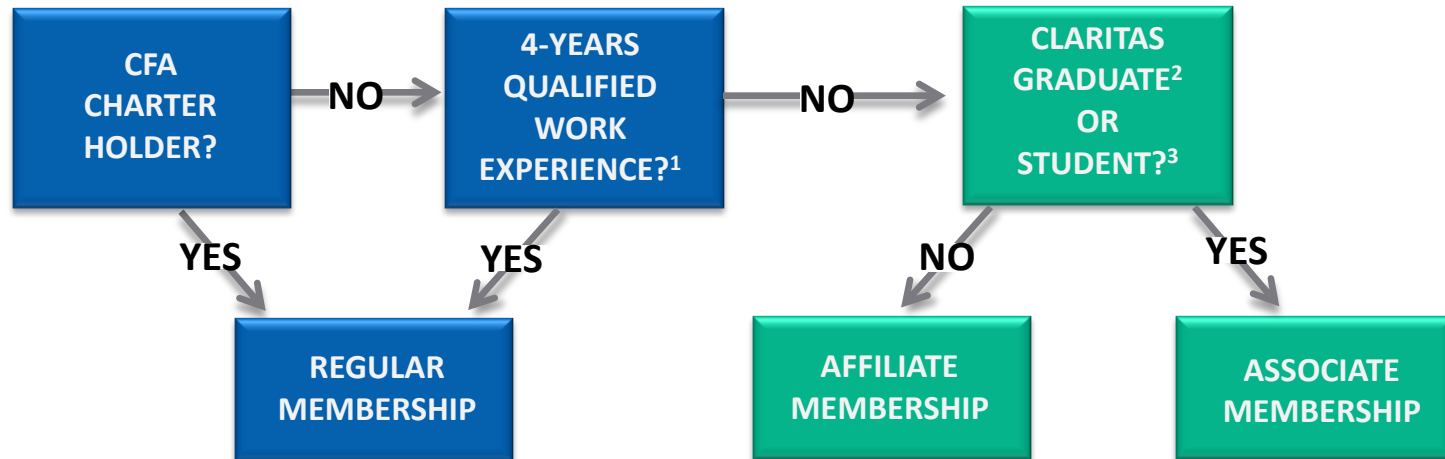 CFA
CHARTER
HOLDER?
NO
4-YEARS
QUALIFIED
WORK
EXPERIENCE?¹
NO
CLARITAS
GRADUATE²
OR
STUDENT?³
YES
YES
NO
YES
REGULAR
MEMBERSHIP
AFFILIATE
MEMBERSHIP
ASSOCIATE
MEMBERSHIP